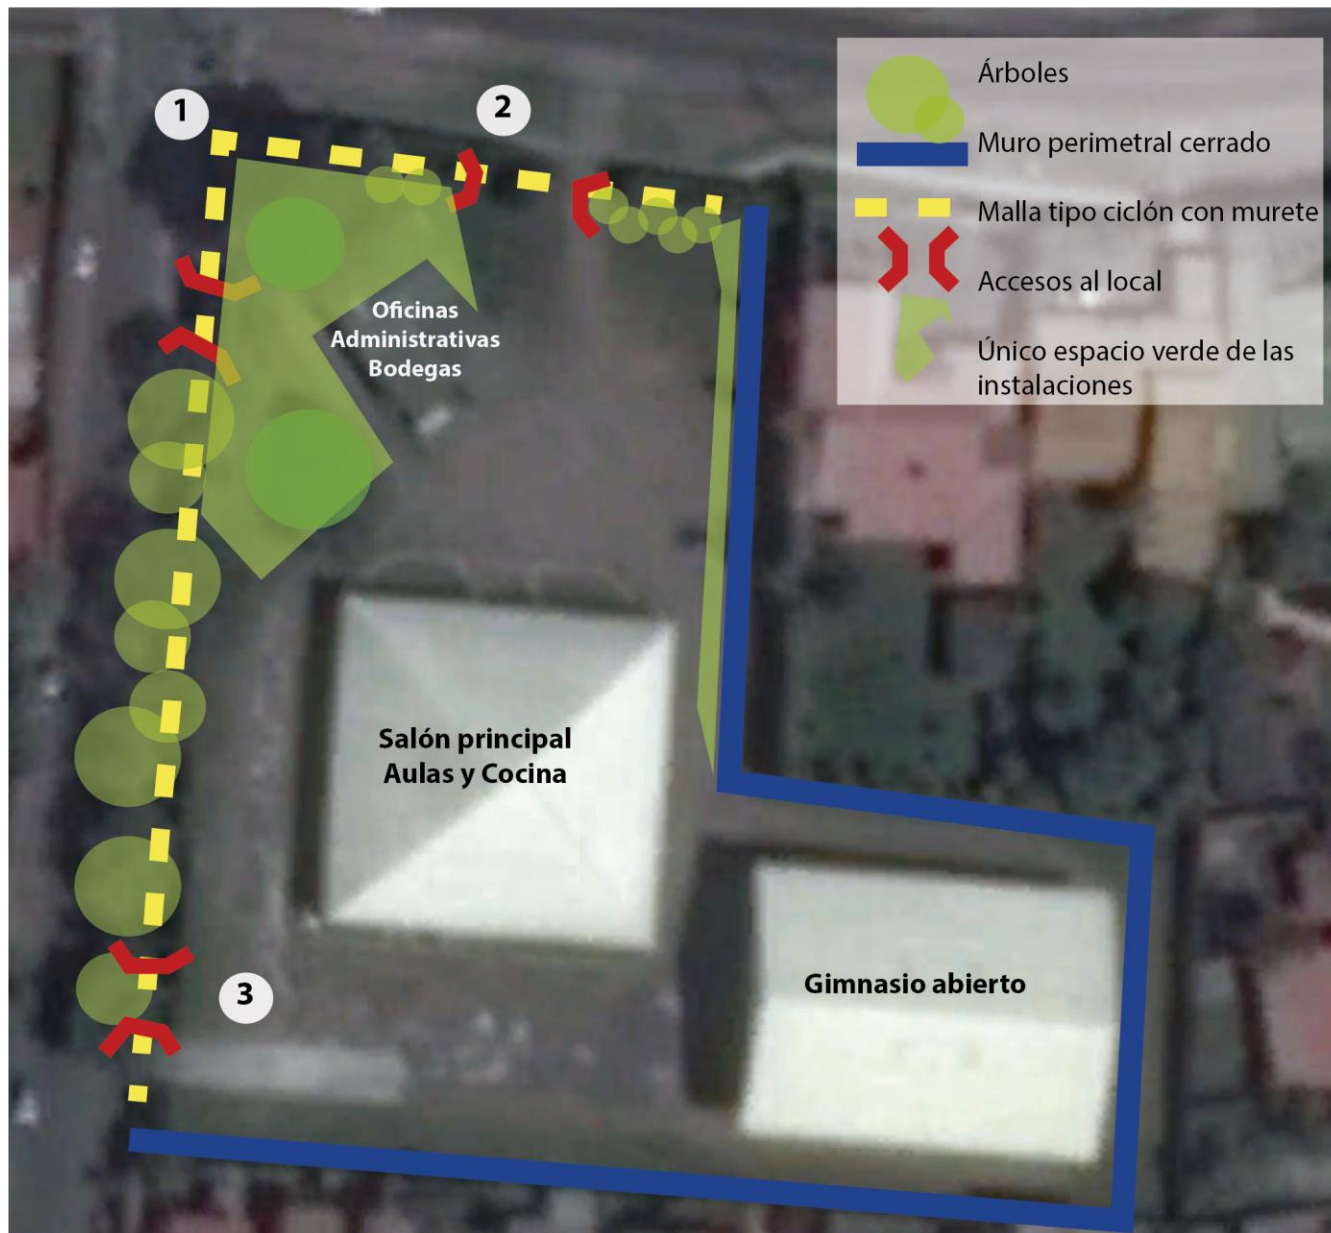 1
2
Árboles
Muro perimetral cerrado
Malla tipo ciclón con murete
Accesos al local
Único espacio verde de las
instalaciones
Oficinas
Administrativas
Bodegas
Salón principal
Aulas y Cocina
Gimnasio abierto
3